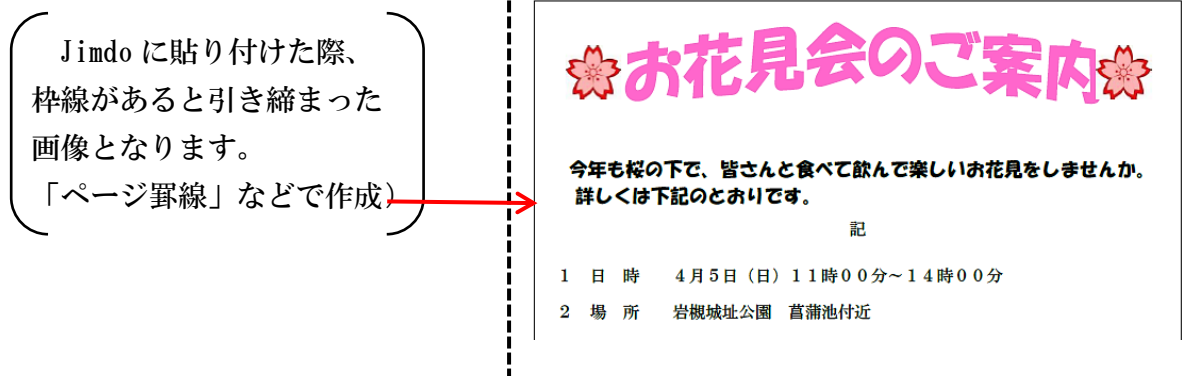 Jimdoに貼り付けた際、
枠線があると引き締まった
画像となります。
「ページ罫線」などで作成）
お花見会のご案内
今年も桜の下で、皆さんと食べて飲んで楽しいお花見をしませんか。
詳しくは下記のとおりです。
記
１　日　時　　４月５日（日）１１時００分～１４時００分
２　場　所　　岩槻城址公園　菖蒲池付近